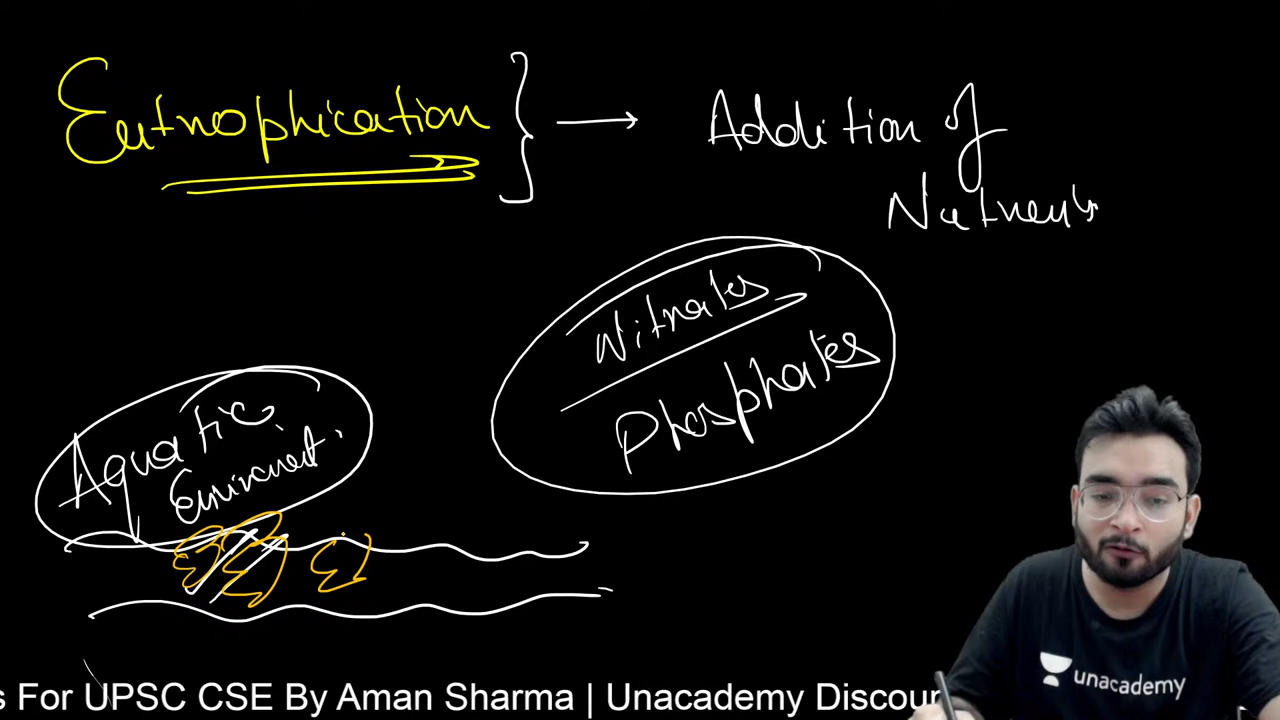 Eutrophication } → Addition of
Nutrients
Nitrates
Phosphates
Aquatic
Environment.
unacademy
s For UPSC CSE By Aman Sharma | Unacademy Discour